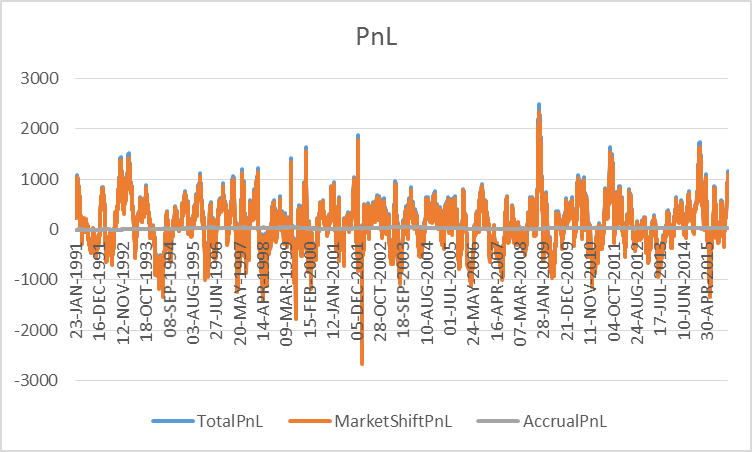 PnL
3000
2000
1000
0
-1000
-2000
-3000
23-JAN-1991
16-DEC-1991
12-NOV-1992
18-OCT-1993
08-SEP-1994
03-AUG-1995
27-JUN-1996
20-MAY-1997
14-APR-1998
09-MAR-1999
15-FEB-2000
12-JAN-2001
05-DEC-2001
28-OCT-2002
18-SEP-2003
10-AUG-2004
01-JUL-2005
24-MAY-2006
16-APR-2007
07-MAR-2008
28-JAN-2009
21-DEC-2009
11-NOV-2010
04-OCT-2011
24-AUG-2012
17-JUL-2013
10-JUN-2014
30-APR-2015
TotalPnL MarketShiftPnL AccrualPnL